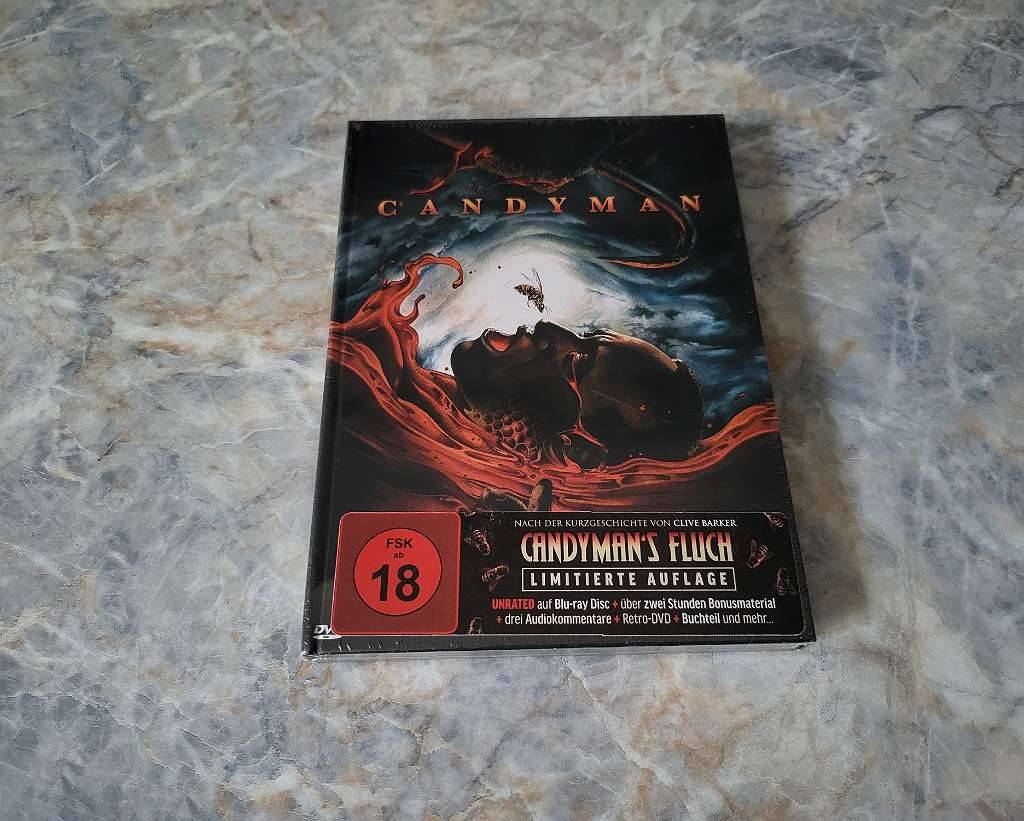 CANDYMAN
FSK
ab
18
NACH DER KURZGESCHICHTE VON CLIVE BARKER
CANDYMAN'S FLUCH
LIMITIERTE AUFLAGE
UNRATED auf Blu-ray Disc + über zwei Stunden Bonusmaterial
+ drei Audiokommentare + Retro-DVD + Buchteil und mehr...